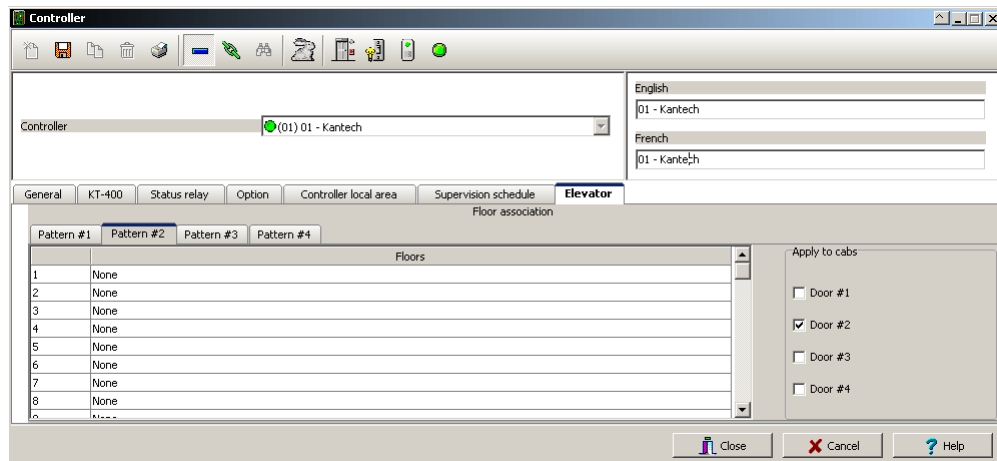 Controller
English
01 - Kantech
Controller
(01) 01 - Kantech
French
01 - Kantech
General KT-400 Status relay Option Controller local area Supervision schedule Elevator
Floor association
Pattern #1 Pattern #2 Pattern #3 Pattern #4
Floors
Apply to cabs
1 None
2 None
3 None
4 None
5 None
6 None
7 None
8 None
9 None
Door #1
Door #2
Door #3
Door #4
Close Cancel Help